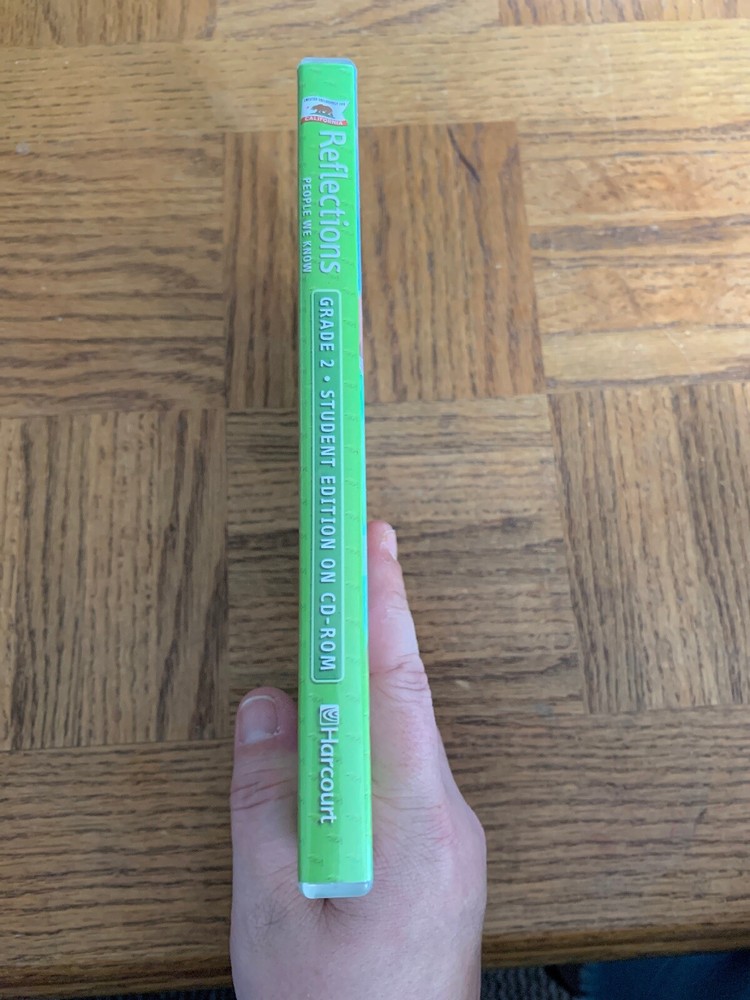 CALIFORNIA
Reflections
PEOPLE WE KNOW
GRADE 2 • STUDENT EDITION ON CD-ROM
Harcourt